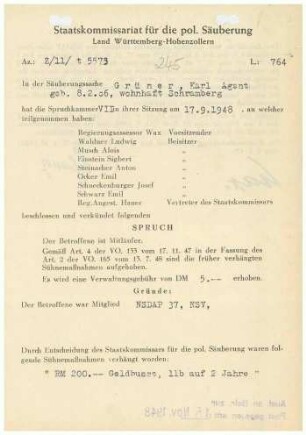 Staatskommissariat für die pol. Säuberung
Land Württemberg-Hohenzollern
Az.: Z/11/ t 5573
245
L: 764
In der Säuberungssache Grüner, Karl Agent
geb. 8.2.06, wohnhaft Schramberg
hat die Spruchkammer VII in ihrer Sitzung am 17.9.1948 , an welcher
teilgenommen haben:
Regierungsassessor Wax Vorsitzender
Waldner Ludwig Beisitzer
Musch Alois "
Einstein Sigbert "
Steinacher Anton "
Orker Emil "
Schneckenburger Josef "
Schwarz Emil "
Reg.Angest. Hauer Vertreter des Staatskommissars
beschlossen und verkündet folgenden
SPRUCH
Der Betroffene ist Mitläufer.
Gemäß Art. 4 der VO. 133 vom 17. 11. 47 in der Fassung des
Art. 2 der VO. 165 vom 13. 7. 48 sind die früher verhängten
Sühnemaßnahmen aufgehoben.
Es wird eine Verwaltungsgebühr von DM 5.-- erhoben.
Gründe:
Der Betroffene war Mitglied NSDAP 37, NSV,
Durch Entscheidung des Staatskommissars für die pol. Säuberung waren folgende Sühnemaßnahmen verhängt worden:
" RM 200.-- Geldbusse, 11b auf 2 Jahre "
Nov. 1948